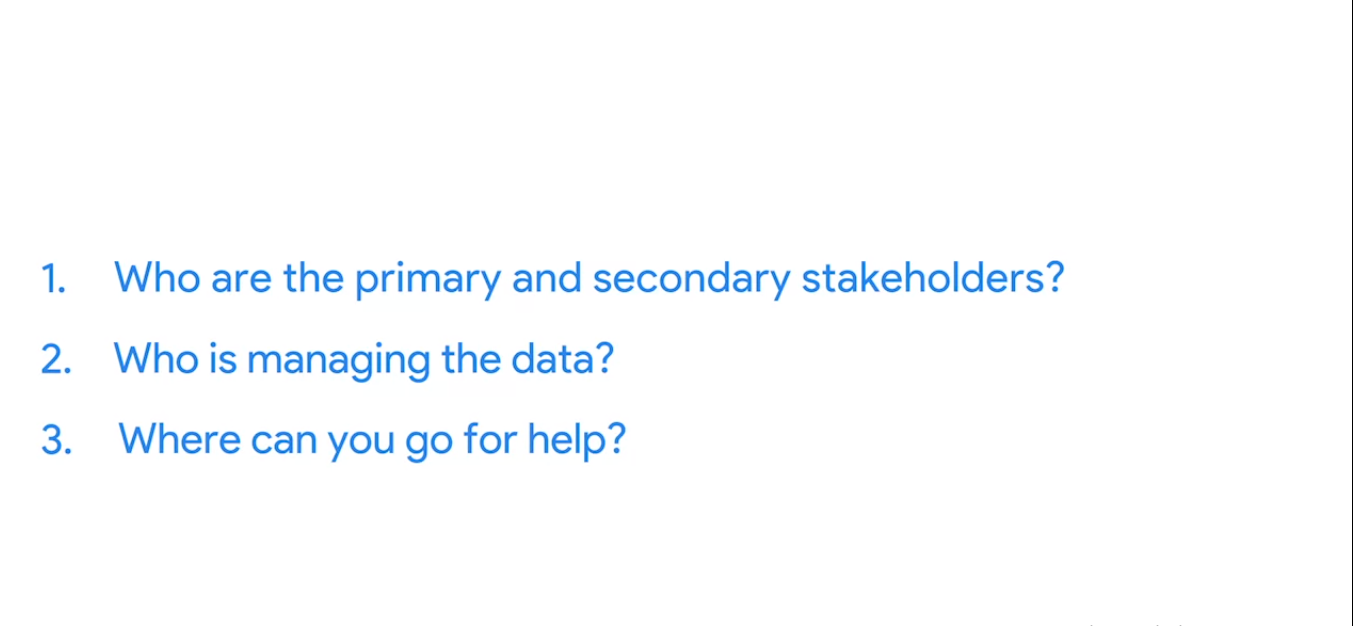 1. Who are the primary and secondary stakeholders?
2. Who is managing the data?
3. Where can you go for help?